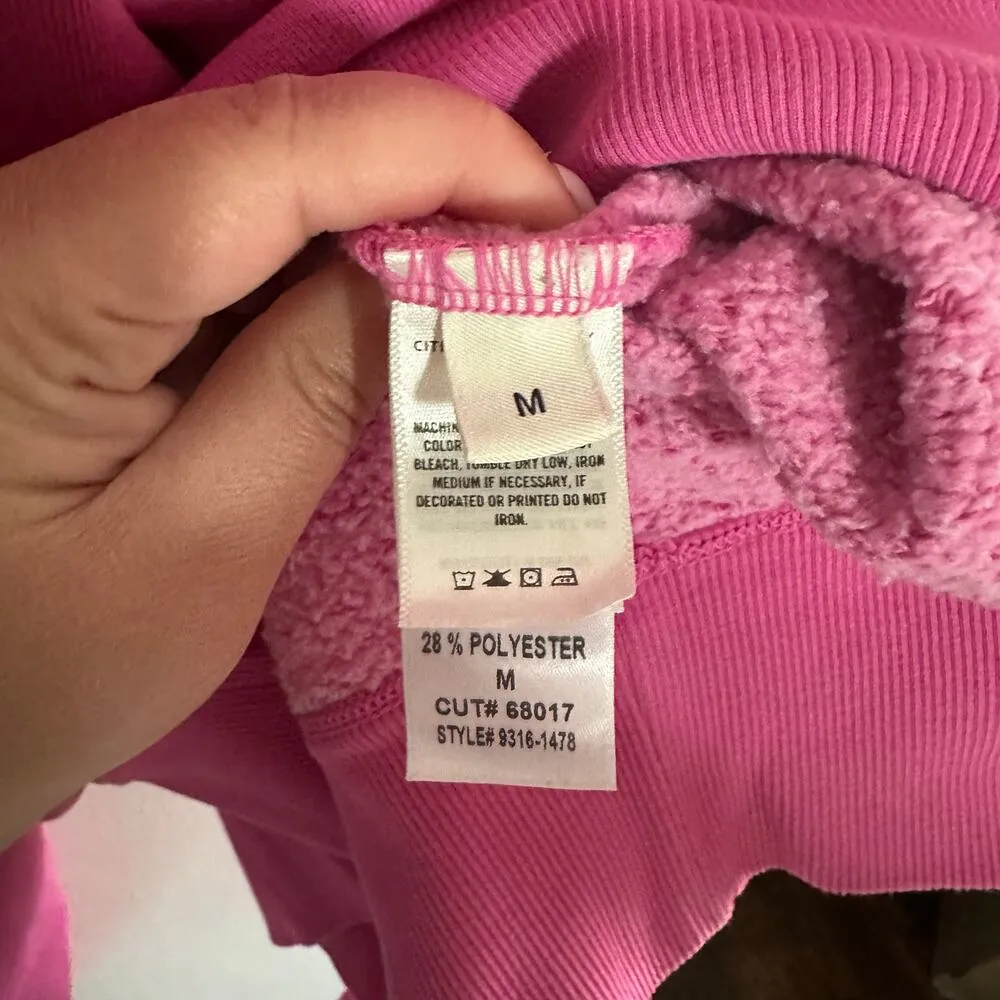 M
BLEACH, TUMBLE DRY LOW, IRON
MEDIUM IF NECESSARY, IF
DECORATED OR PRINTED DO NOT
IRON.
28 % POLYESTER
M
CUT# 68017
STYLE# 9316-1478